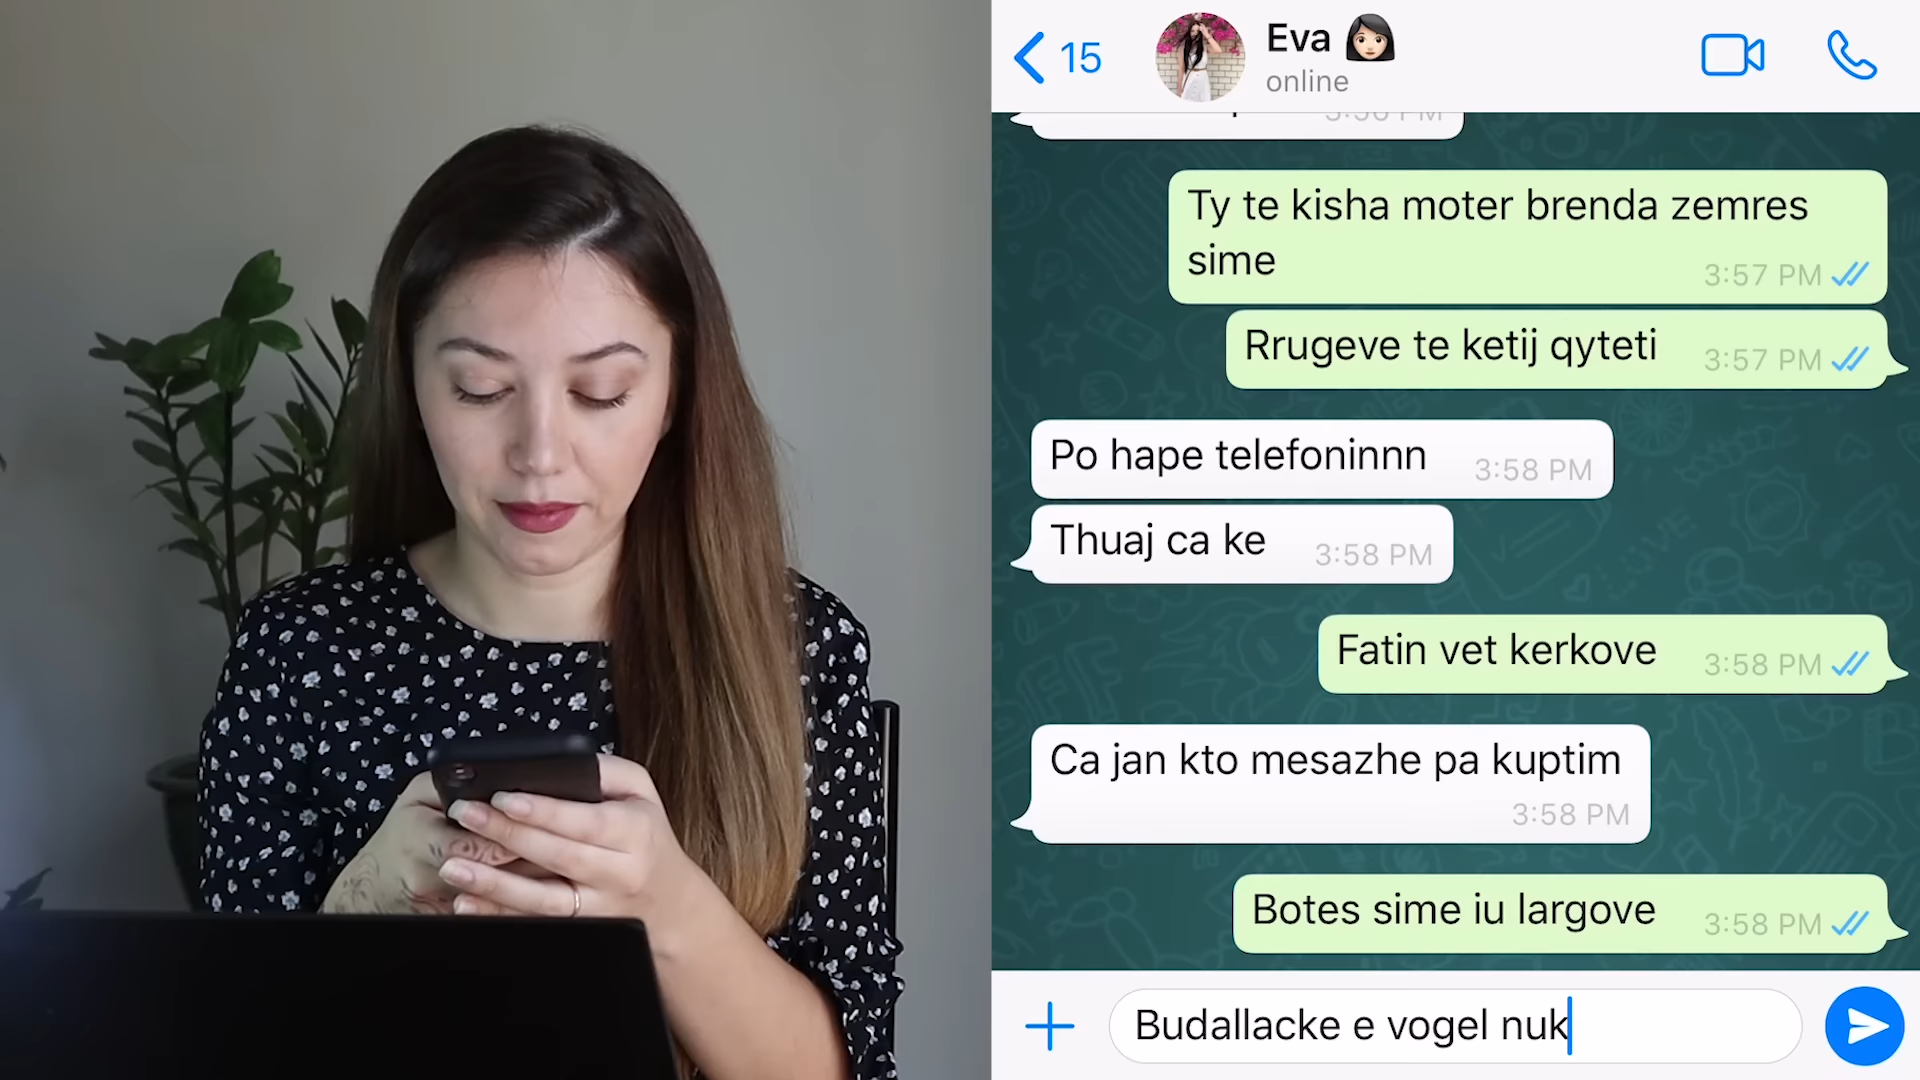 15
Eva
online
Ty te kisha moter brenda zemres
sime
3:57 PM
Rrugeve te ketij qyteti
3:57 PM
Po hape telefoninnn
3:58 PM
Thuaj ca ke
3:58 PM
Fatin vet kerkove
3:58 PM
Ca jan kto mesazhe pa kuptim
3:58 PM
Botes sime iu largove
3:58 PM
Budallacke e vogel nuk